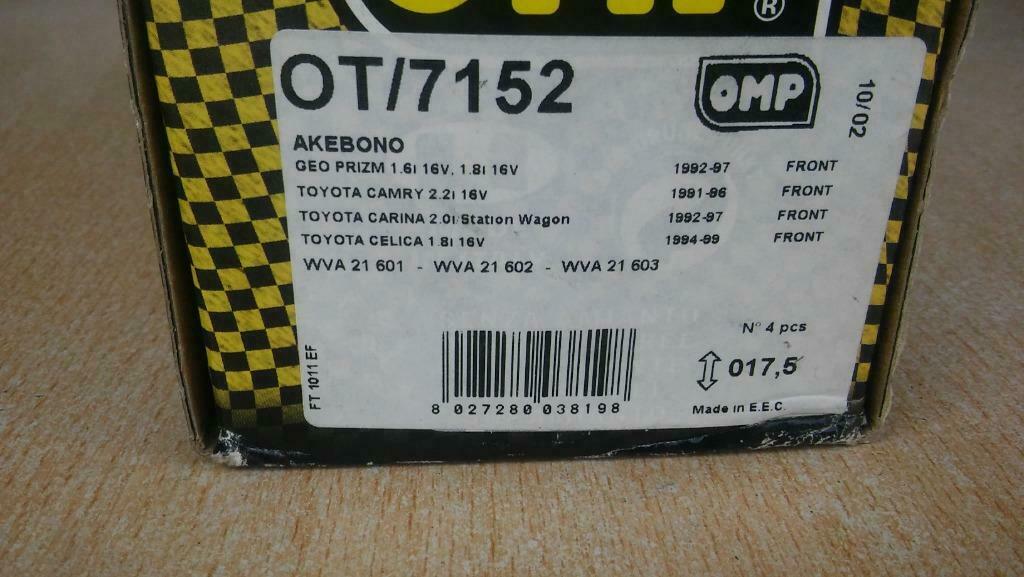 ®
OT/7152
OMP
10/02
AKEBONO
GEO PRIZM 1.6i 16V, 1.8i 16V 1992-97 FRONT
TOYOTA CAMRY 2.2i 16V 1991-96 FRONT
TOYOTA CARINA 2.0i Station Wagon 1992-97 FRONT
TOYOTA CELICA 1.8i 16V 1994-99 FRONT
WVA 21 601 - WVA 21 602 - WVA 21 603
N° 4 pcs
017,5
FT 1011 EF
8 027280 038198
Made in E.E.C.